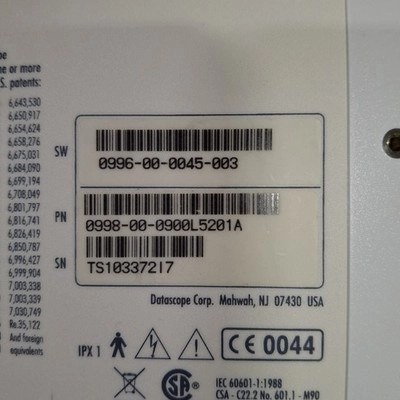 be
ne or more
.S. patents:
6,643,530
6,650,917
6,654,624
6,658,276
6,675,031
6,684,090
6,699,194
6,708,049
6,801,797
6,816,741
6,826,419
6,850,787
6,996,427
6,999,904
7,003,338
7,003,339
7,030,749
Re.35,122
And foreign
equivalents
SW
0996-00-0045-003
PN
0998-00-0900L5201A
SN
TS10337217
Datascope Corp. Mahwah, NJ 07430 USA
IPX 1
CE 0044
SA
IEC 60601-1:1988
CSA - C22.2 No. 601.1 - M90